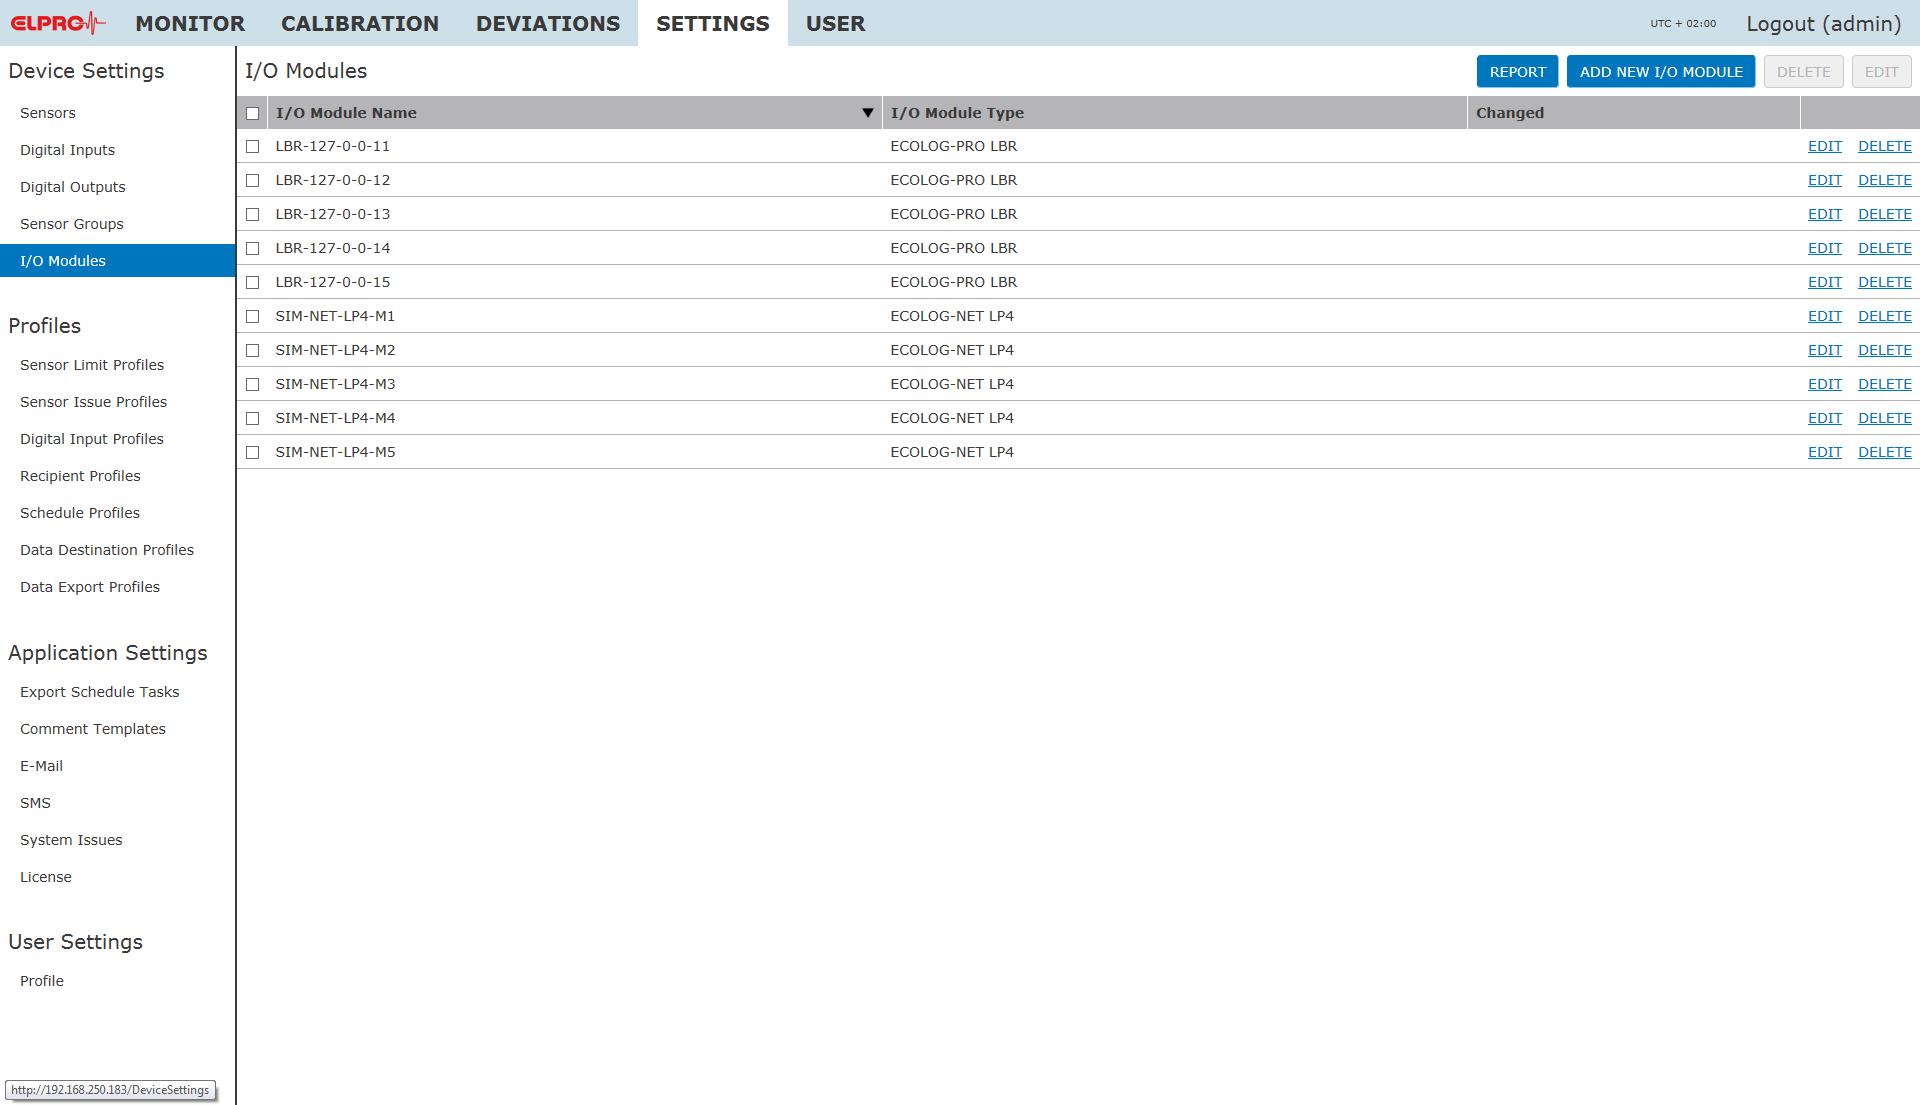 ELPRO MONITOR CALIBRATION DEVIATIONS SETTINGS USER UTC + 02:00 Logout (admin)
Device Settings
Sensors
Digital Inputs
Digital Outputs
Sensor Groups
I/O Modules
Profiles
Sensor Limit Profiles
Sensor Issue Profiles
Digital Input Profiles
Recipient Profiles
Schedule Profiles
Data Destination Profiles
Data Export Profiles
Application Settings
Export Schedule Tasks
Comment Templates
E-Mail
SMS
System Issues
License
User Settings
Profile
http://192.168.250.183/DeviceSettings
I/O Modules REPORT ADD NEW I/O MODULE DELETE EDIT
I/O Module Name I/O Module Type Changed
LBR-127-0-0-11 ECOLOG-PRO LBR EDIT DELETE
LBR-127-0-0-12 ECOLOG-PRO LBR EDIT DELETE
LBR-127-0-0-13 ECOLOG-PRO LBR EDIT DELETE
LBR-127-0-0-14 ECOLOG-PRO LBR EDIT DELETE
LBR-127-0-0-15 ECOLOG-PRO LBR EDIT DELETE
SIM-NET-LP4-M1 ECOLOG-NET LP4 EDIT DELETE
SIM-NET-LP4-M2 ECOLOG-NET LP4 EDIT DELETE
SIM-NET-LP4-M3 ECOLOG-NET LP4 EDIT DELETE
SIM-NET-LP4-M4 ECOLOG-NET LP4 EDIT DELETE
SIM-NET-LP4-M5 ECOLOG-NET LP4 EDIT DELETE